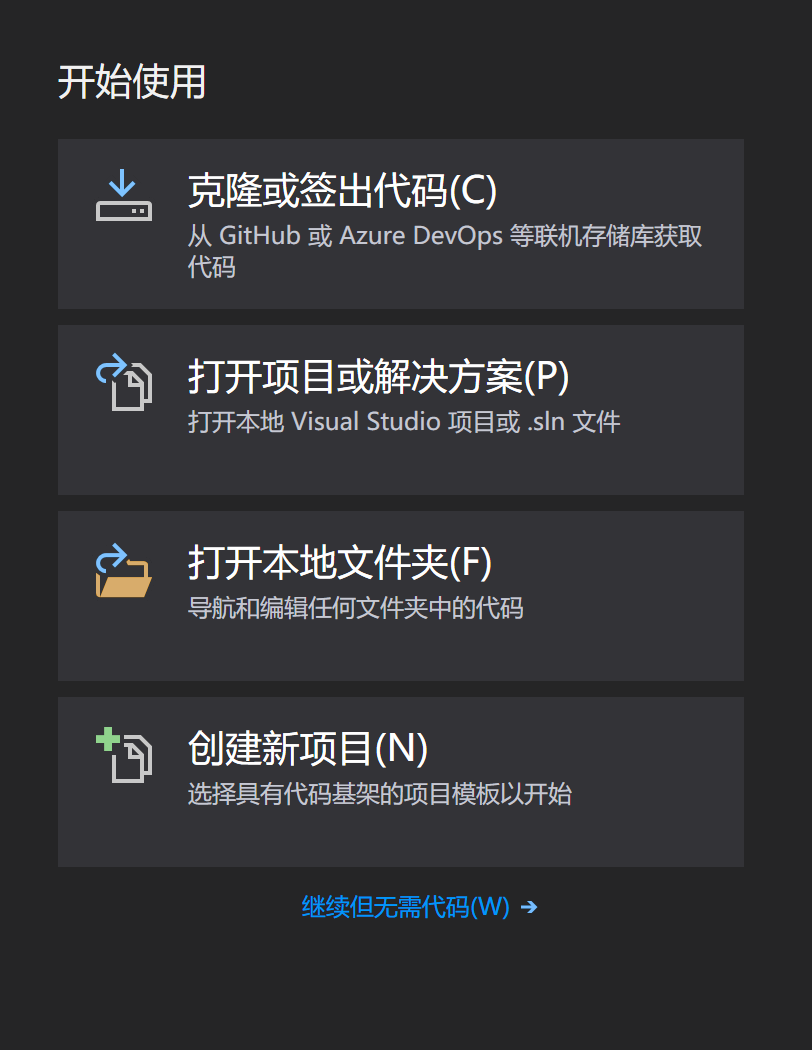 开始使用
克隆或签出代码(C)
从 GitHub 或 Azure DevOps 等联机存储库获取
代码
打开项目或解决方案(P)
打开本地 Visual Studio 项目或 .sln 文件
打开本地文件夹(F)
导航和编辑任何文件夹中的代码
创建新项目(N)
选择具有代码基架的项目模板以开始
继续但无需代码(W) →